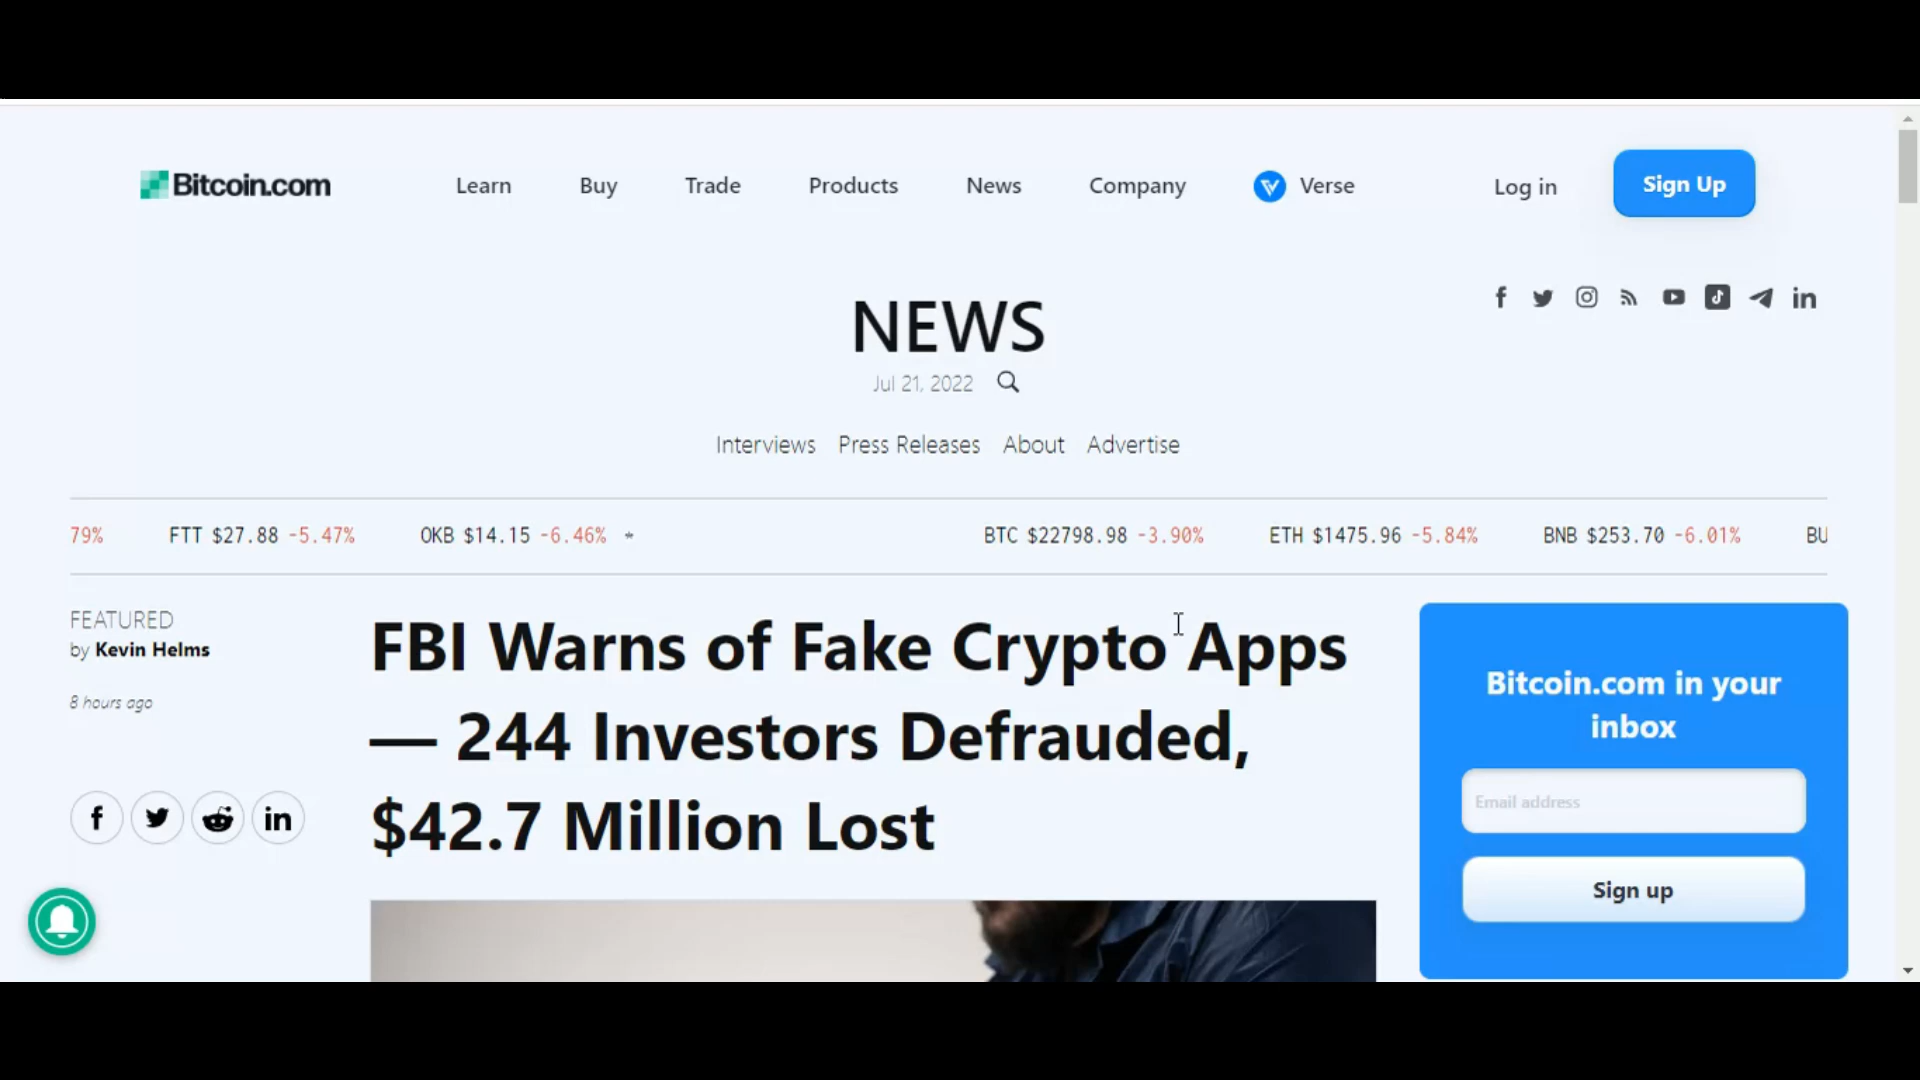 Bitcoin.com Learn Buy Trade Products News Company Verse Log in Sign Up
NEWS
Jul 21, 2022
Interviews Press Releases About Advertise
79% FTT $27.88 -5.47% OKB $14.15 -6.46% * BTC $22798.98 -3.90% ETH $1475.96 -5.84% BNB $253.70 -6.01% BU
FEATURED
by Kevin Helms
8 hours ago
FBI Warns of Fake Crypto Apps
— 244 Investors Defrauded,
$42.7 Million Lost
Bitcoin.com in your
inbox
Email address
Sign up